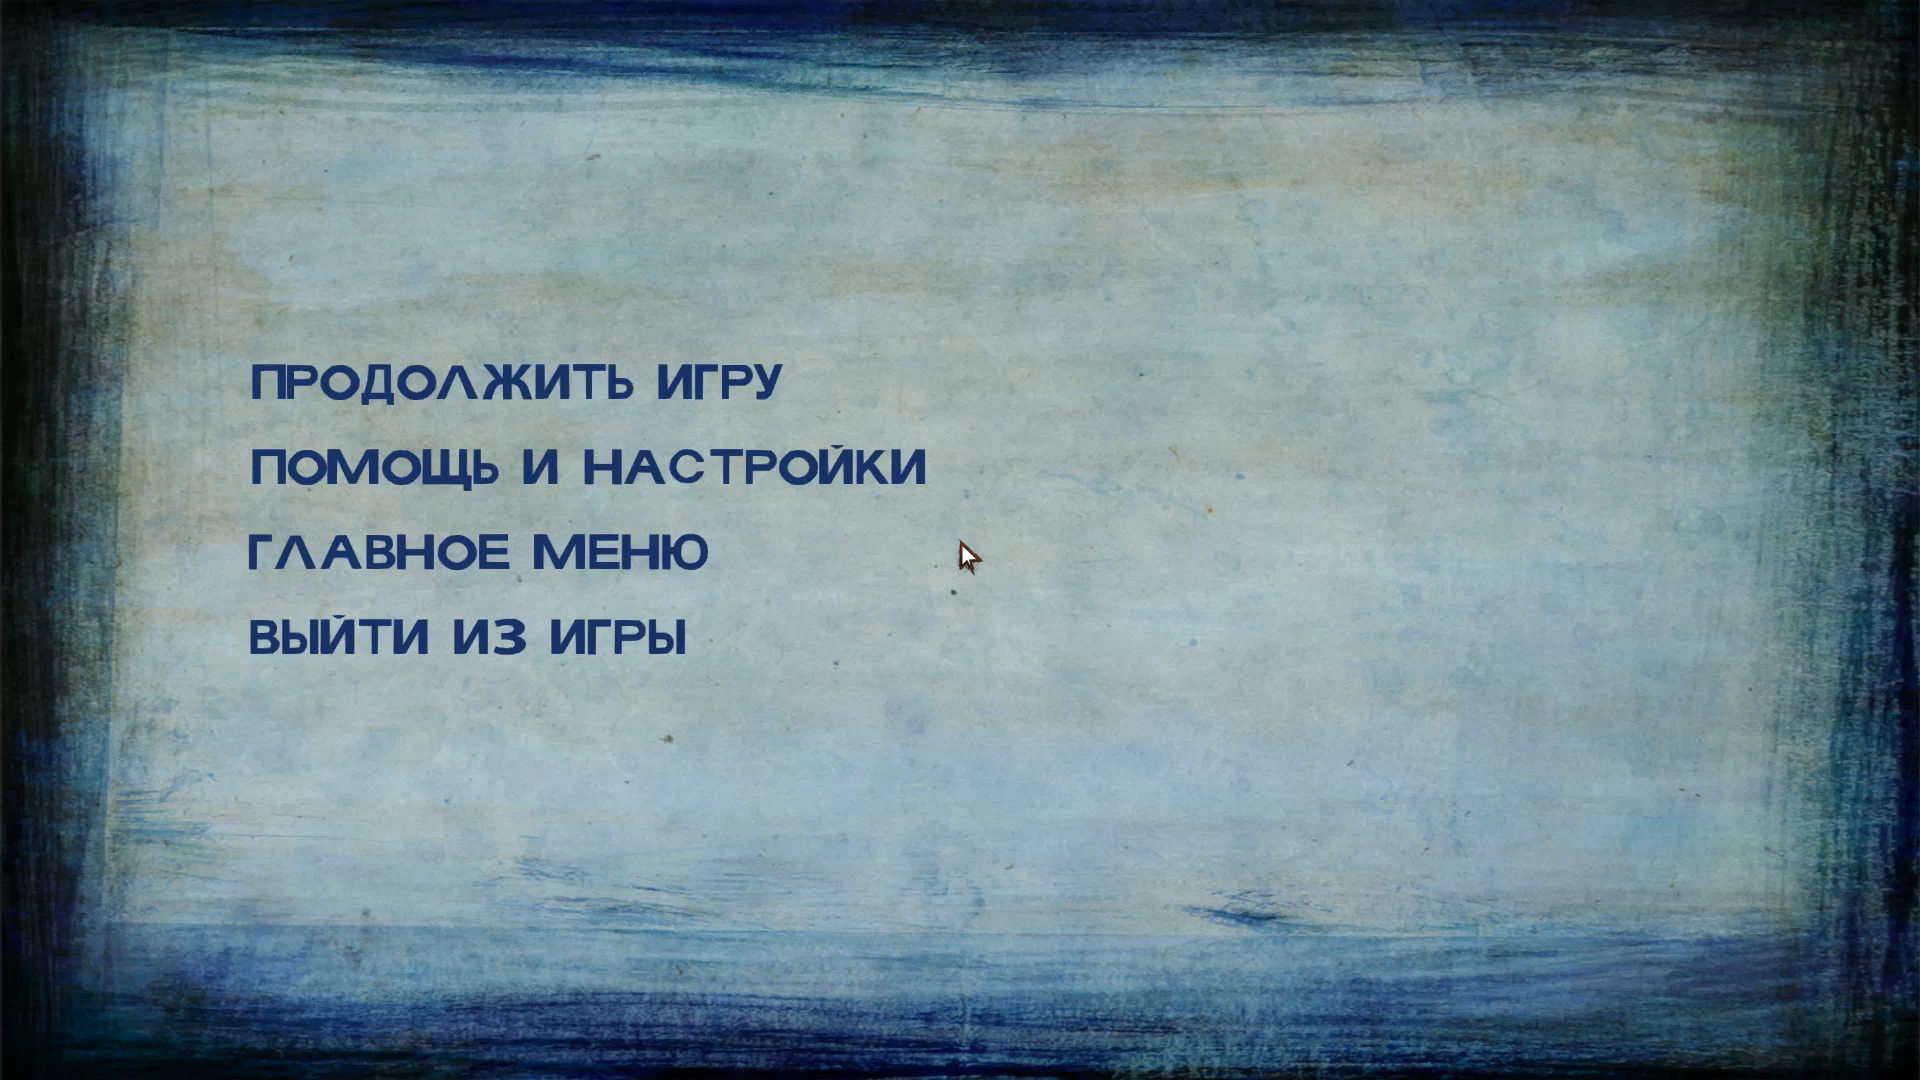 ПРОДОЛЖИТЬ ИГРУ
ПОМОЩЬ И НАСТРОЙКИ
ГЛАВНОЕ МЕНЮ
ВЫЙТИ ИЗ ИГРЫ